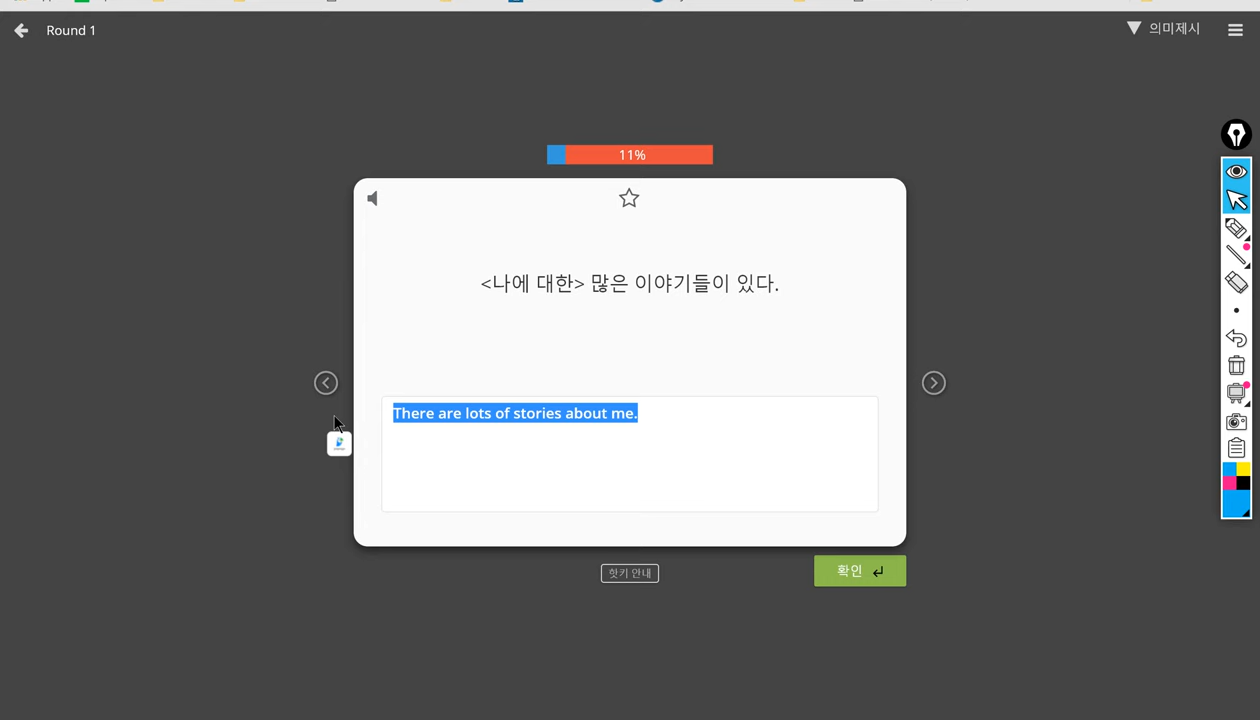 Round 1
의미제시
11%
<나에 대한> 많은 이야기들이 있다.
There are lots of stories about me.
핫키 안내
확인